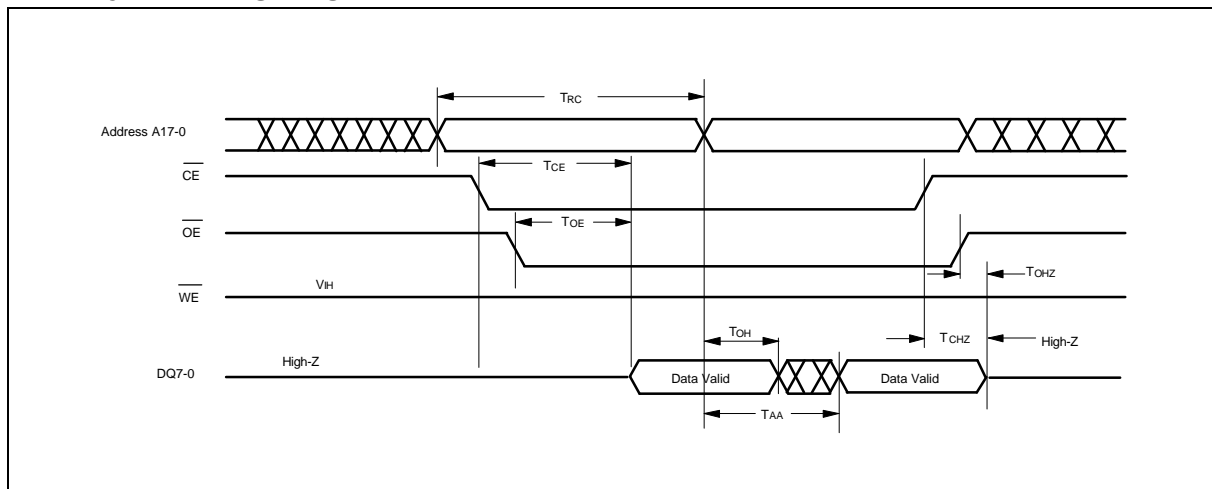 TRC
Address A17-0
TCE
CE
TOE
OE
TOHZ
VIH
WE
TOH
TCHZ
High-Z
High-Z
DQ7-0
Data Valid
Data Valid
TAA